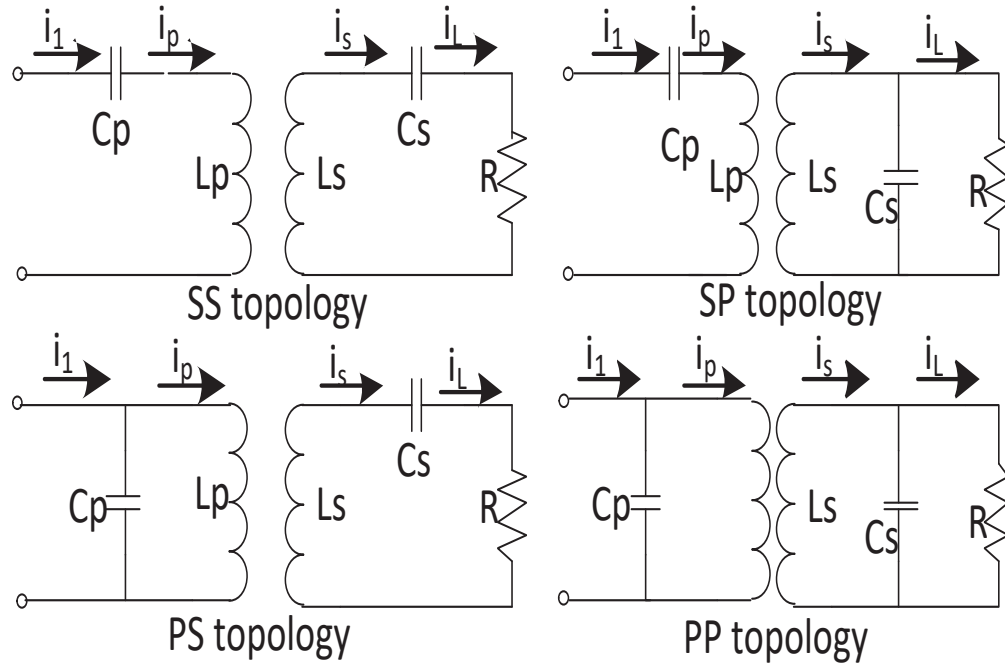 i1 ip is iL
Cp Lp Ls Cs R
SS topology
i1 ip is iL
Cp Lp Ls Cs R
SP topology
i1 ip is iL
Cp Lp Ls Cs R
PS topology
i1 ip is iL
Cp Ls Cs R
PP topology